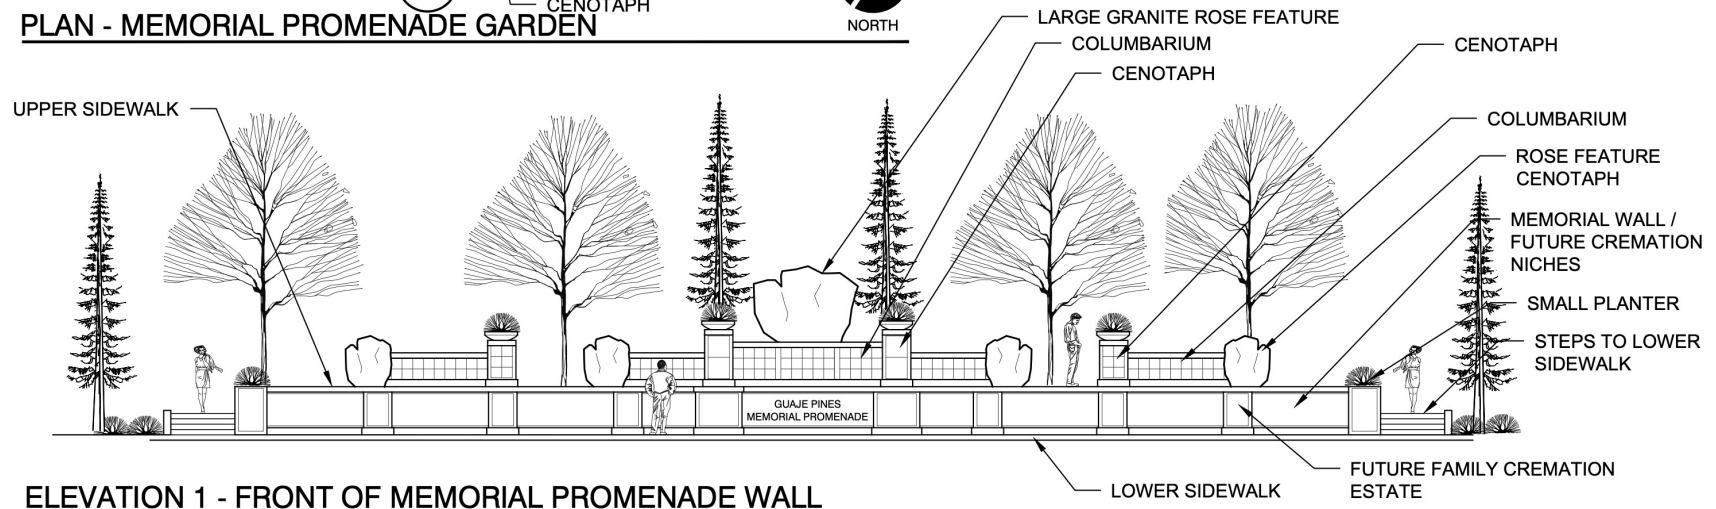 CENOTAPH
PLAN - MEMORIAL PROMENADE GARDEN
NORTH
LARGE GRANITE ROSE FEATURE
COLUMBARIUM
CENOTAPH
CENOTAPH
UPPER SIDEWALK
COLUMBARIUM
ROSE FEATURE
CENOTAPH
MEMORIAL WALL /
FUTURE CREMATION
NICHES
SMALL PLANTER
STEPS TO LOWER
SIDEWALK
GUAJE PINES
MEMORIAL PROMENADE
FUTURE FAMILY CREMATION
ESTATE
LOWER SIDEWALK
ELEVATION 1 - FRONT OF MEMORIAL PROMENADE WALL